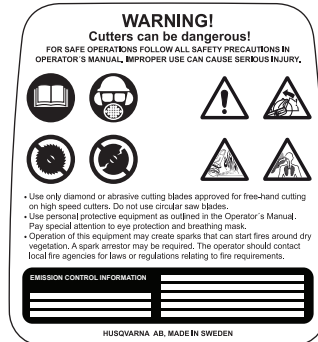 WARNING!
Cutters can be dangerous!
FOR SAFE OPERATIONS FOLLOW ALL SAFETY PRECAUTIONS IN
OPERATOR´S MANUAL. IMPROPER USE CAN CAUSE SERIOUS INJURY.
• Use only diamond or abrasive cutting blades approved for free-hand cutting
on high speed cutters. Do not use circular saw blades.
• Use personal protective equipment as outlined in the Operator´s Manual.
Pay special attention to eye protection and breathing mask.
• Operation of this equipment may create sparks that can start fires around dry
vegetation. A spark arrestor may be required. The operator should contact
local fire agencies for laws or regulations relating to fire requirements.
EMISSION CONTROL INFORMATION
HUSQVARNA AB, MADE IN SWEDEN